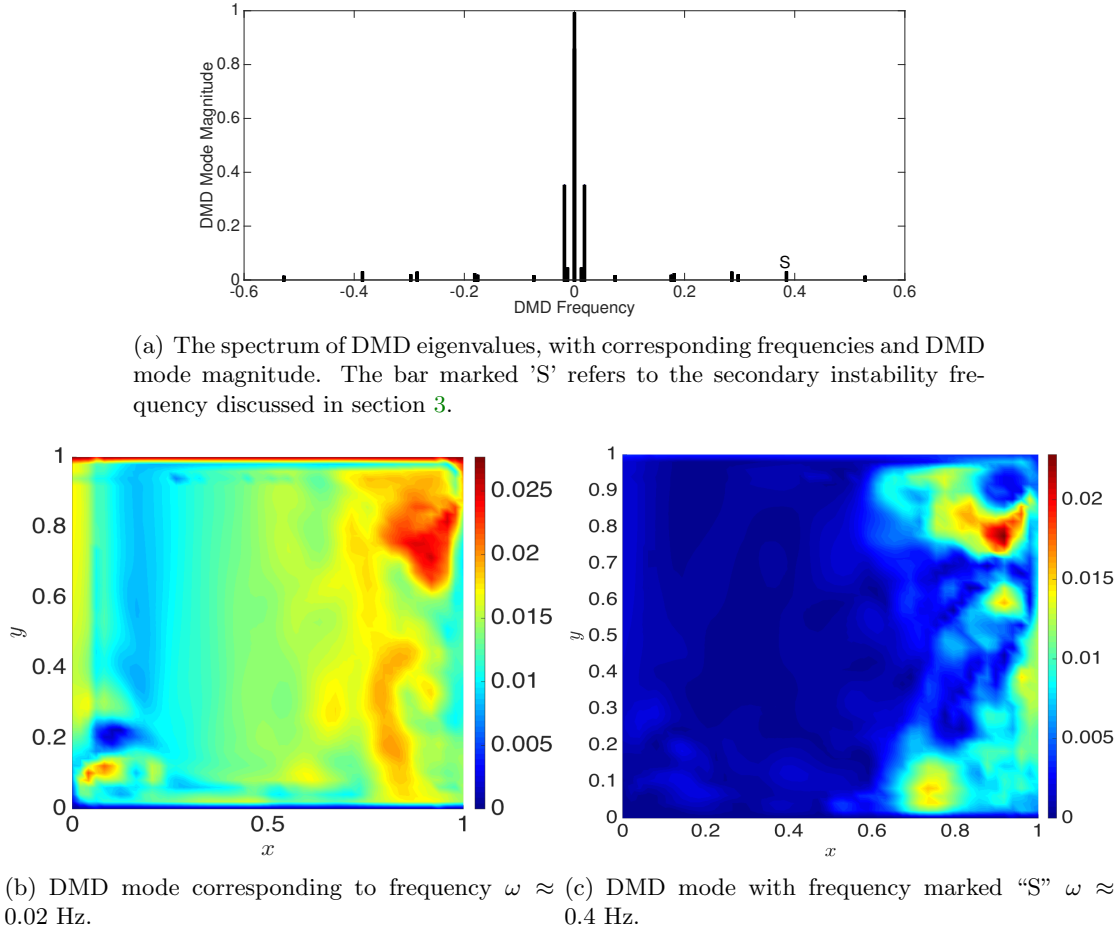 1
0.8
0.6
0.4
0.2
0
DMD Mode Magnitude
S
-0.6 -0.4 -0.2 0 0.2 0.4 0.6
DMD Frequency
(a) The spectrum of DMD eigenvalues, with corresponding frequencies and DMD
mode magnitude. The bar marked 'S' refers to the secondary instability fre-
quency discussed in section 3.
1
0.8
0.6
0.4
0.2
0
y
0 0.5 1
x
0.025
0.02
0.015
0.01
0.005
0
1
0.9
0.8
0.7
0.6
0.5
0.4
0.3
0.2
0.1
0
y
0 0.2 0.4 0.6 0.8 1
x
0.02
0.015
0.01
0.005
0
(b) DMD mode corresponding to frequency ω ≈
0.02 Hz.
(c) DMD mode with frequency marked “S” ω ≈
0.4 Hz.